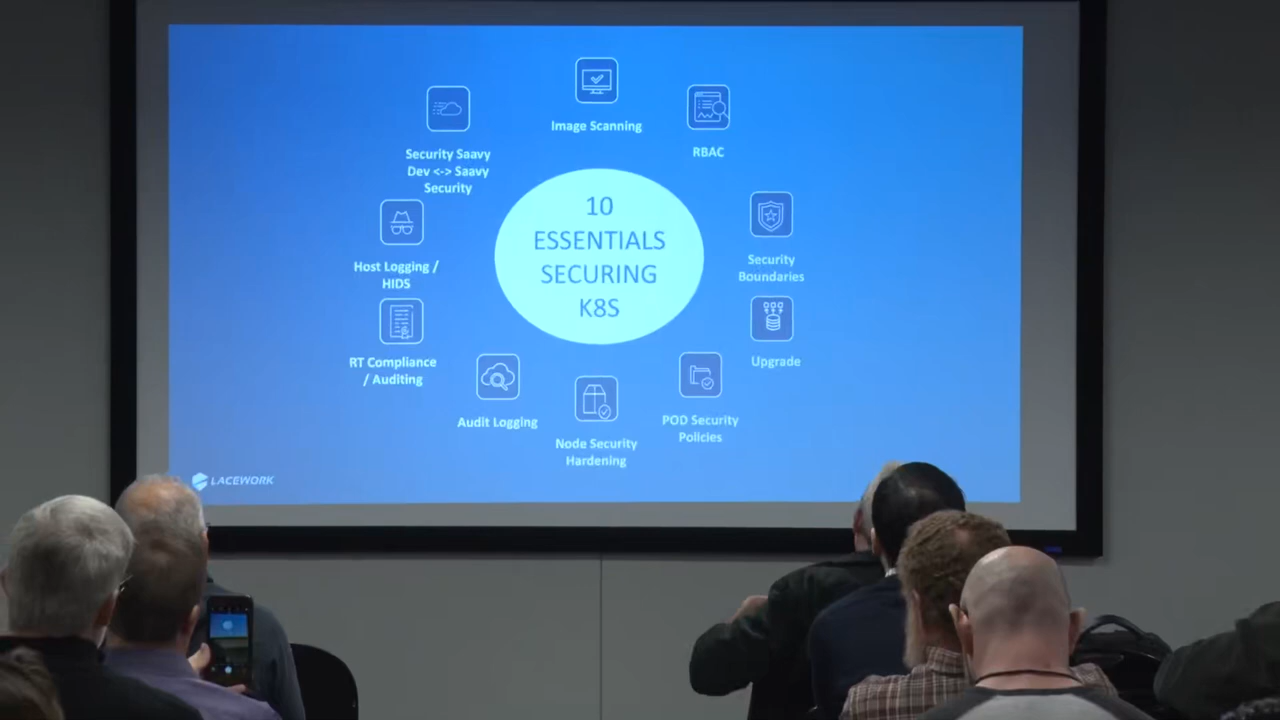 Image Scanning
RBAC
Security Saavy
Dev <-> Saavy
Security
10
ESSENTIALS
SECURING
K8S
Security
Boundaries
Host Logging /
HIDS
Upgrade
RT Compliance
/ Auditing
POD Security
Policies
Audit Logging
Node Security
Hardening
LACEWORK